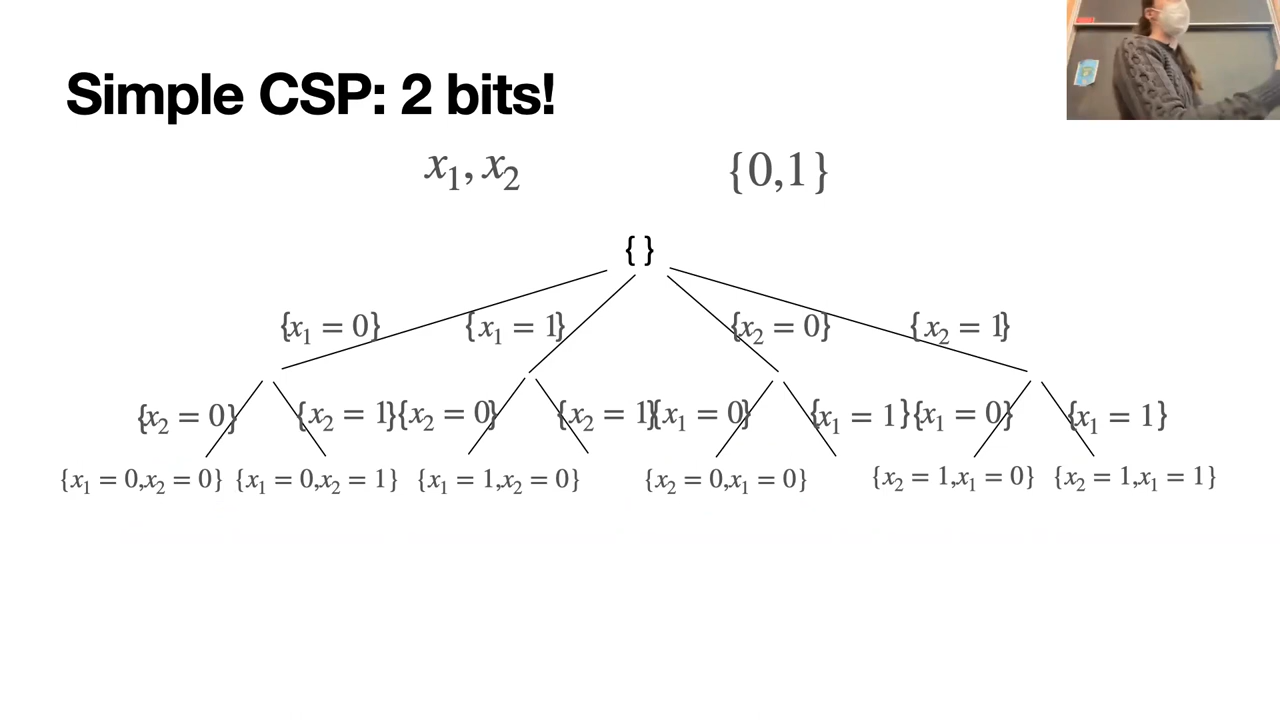 Simple CSP: 2 bits!
x₁, x₂ {0,1}
{ }
{x₁ = 0} {x₁ = 1} {x₂ = 0} {x₂ = 1}
{x₂ = 0} {x₂ = 1} {x₂ = 0} {x₂ = 1} {x₁ = 0} {x₁ = 1} {x₁ = 0} {x₁ = 1}
{x₁ = 0,x₂ = 0} {x₁ = 0,x₂ = 1} {x₁ = 1,x₂ = 0} {x₂ = 0,x₁ = 0} {x₂ = 1,x₁ = 0} {x₂ = 1,x₁ = 1}